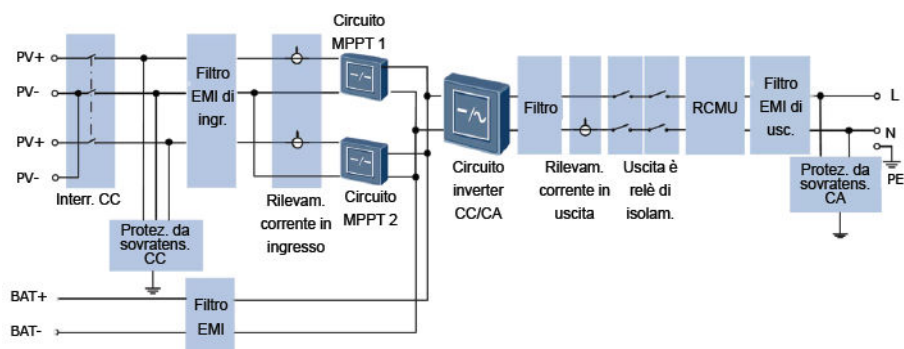 Circuito
MPPT 1
PV+
PV-
PV+
PV-
Interr. CC
Filtro
EMI di
ingr.
Rilevam.
corrente in
ingresso
Circuito
MPPT 2
Protez. da
sovratens.
CC
BAT+
BAT-
Filtro
EMI
Circuito
inverter
CC/CA
Filtro
Rilevam.
corrente in
uscita
Uscita è
relè di
isolam.
RCMU
Filtro
EMI di
usc.
L
N
PE
Protez. da
sovratens.
CA